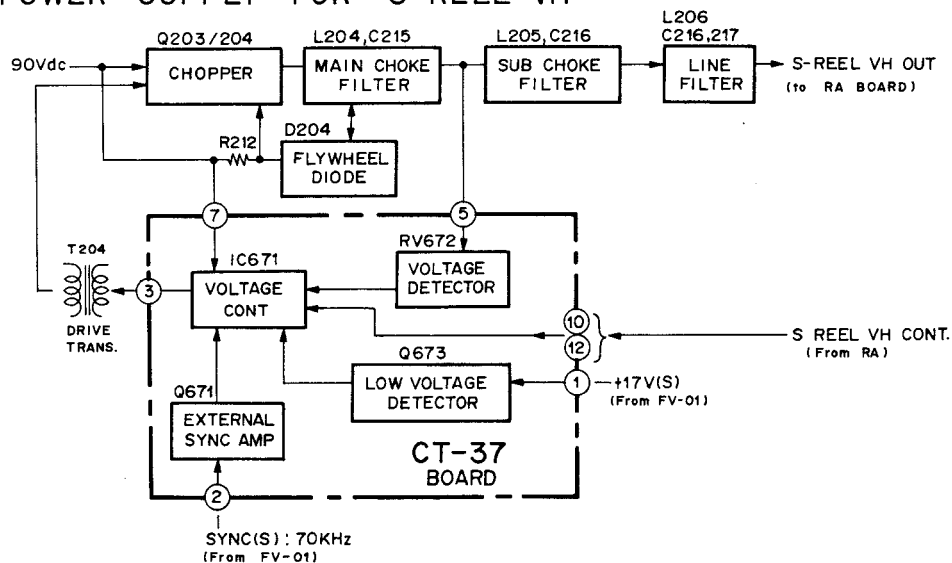 POWER SUPPLY FOR S REEL VH
Q203/204
CHOPPER
L204,C215
MAIN CHOKE
FILTER
L205,C216
SUB CHOKE
FILTER
L206
C216,217
LINE
FILTER
90Vdc
S-REEL VH OUT
(to RA BOARD)
R212
D204
FLYWHEEL
DIODE
7
5
T204
DRIVE
TRANS.
3
IC671
VOLTAGE
CONT
RV672
VOLTAGE
DETECTOR
10
12
S REEL VH CONT.
(From RA)
Q673
LOW VOLTAGE
DETECTOR
1
+17V(S)
(From FV-01)
Q671
EXTERNAL
SYNC AMP
CT-37
BOARD
2
SYNC(S) : 70KHz
(From FV-01)